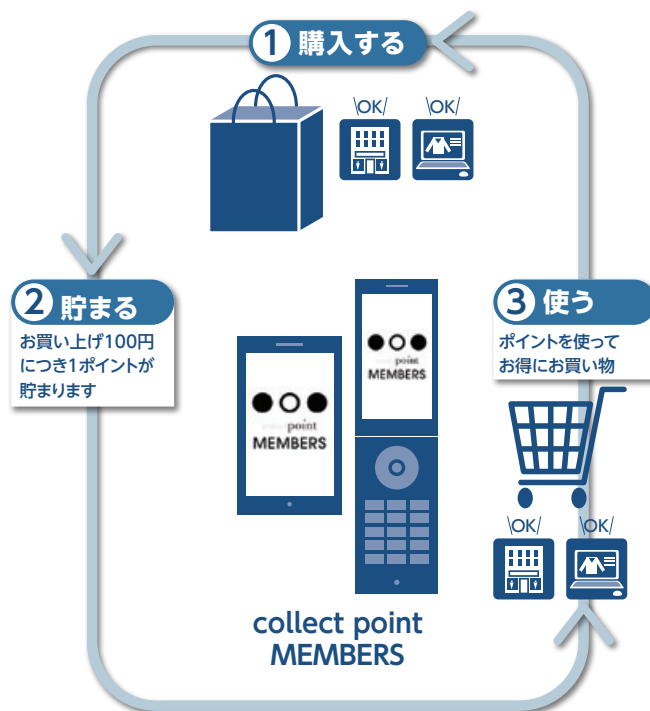 1 購入する
\OK/ \OK/
2 貯まる
お買い上げ100円
につき1ポイントが
貯まります
3 使う
ポイントを使って
お得にお買い物
point
MEMBERS
point
MEMBERS
\OK/ \OK/
collect point
MEMBERS